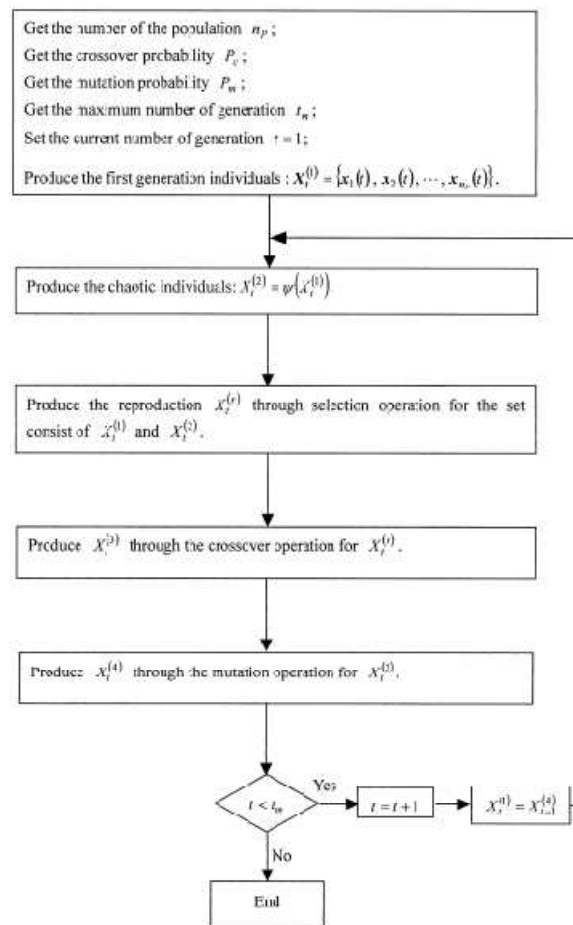 Get the number of the population n_p ;
Get the crossover probability P_c ;
Get the mutation probability P_m ;
Get the maximum number of generation t_n ;
Set the current number of generation t = 1;
Produce the first generation individuals : X_t^(1) = {x_1(t), x_2(t), ⋯, x_{n_p}(t)}.
Produce the chaotic individuals: X_t^(2) = ψ(X_t^(1))
Produce the reproduction X_t^(r) through selection operation for the set
consist of X_t^(1) and X_t^(2).
Produce X_t^(3) through the crossover operation for X_t^(r).
Produce X_t^(4) through the mutation operation for X_t^(3).
t < t_m
Yes
t = t + 1
X_t^(1) = X_{t-1}^(4)
No
End